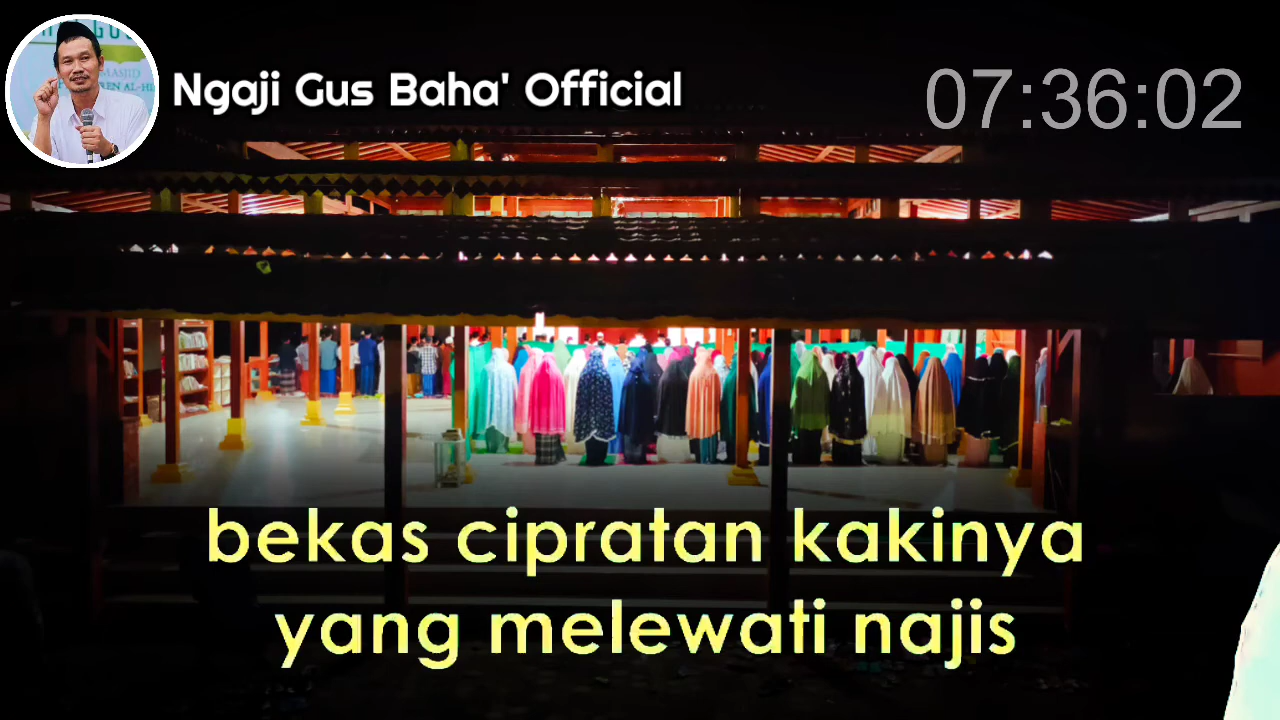 Ngaji Gus Baha' Official
07:36:02
bekas cipratan kakinya
yang melewati najis